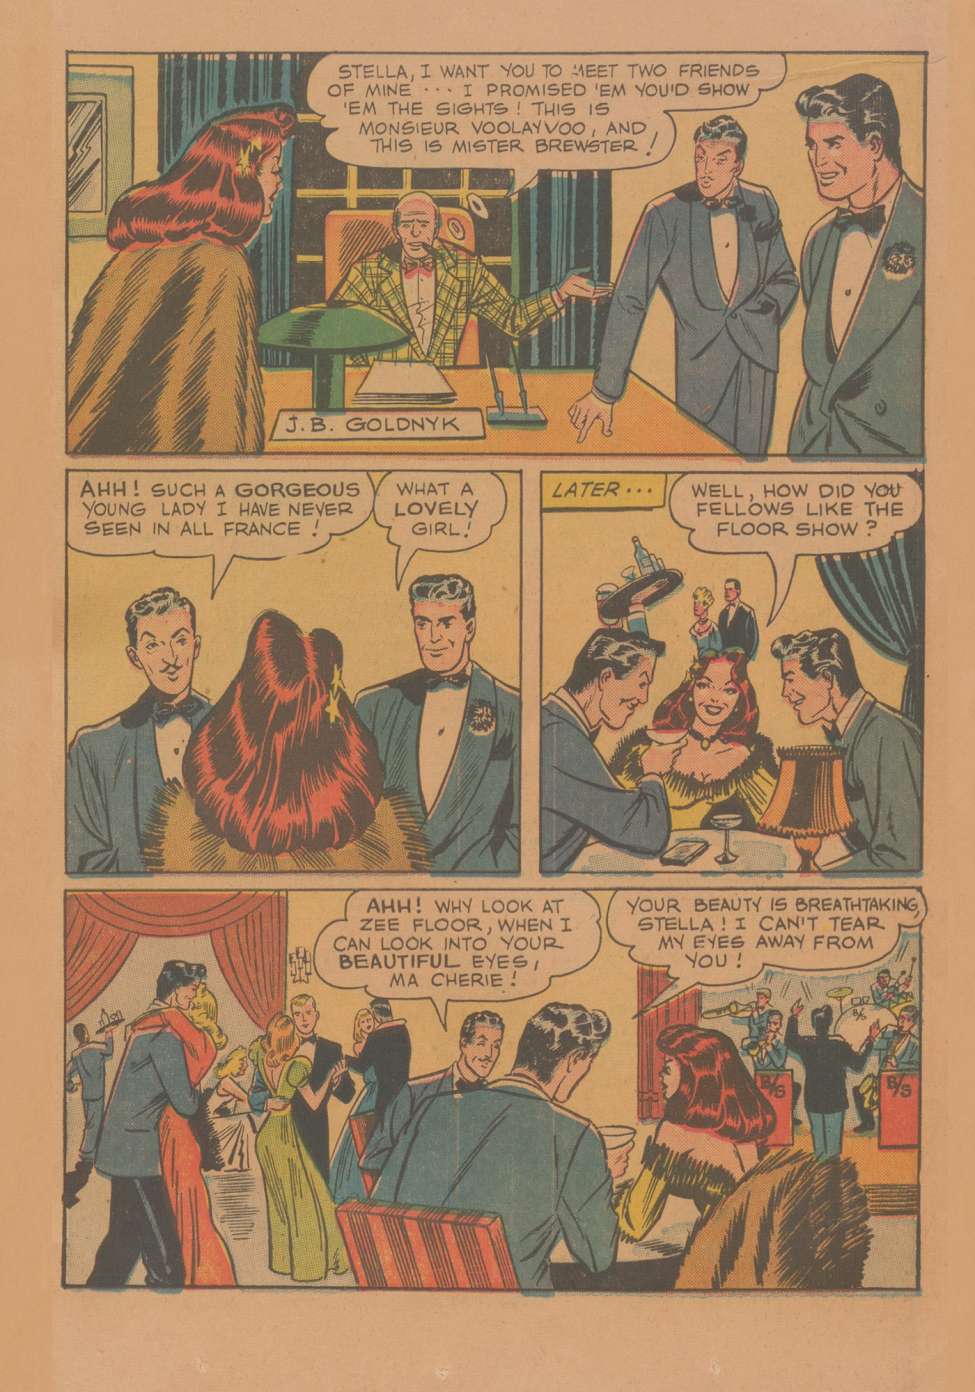 STELLA, I WANT YOU TO MEET TWO FRIENDS
OF MINE ··· I PROMISED 'EM YOU'D SHOW
'EM THE SIGHTS! THIS IS
MONSIEUR VOOLAYVOO, AND
THIS IS MISTER BREWSTER!
J.B. GOLDNYK
AHH! SUCH A GORGEOUS
YOUNG LADY I HAVE NEVER
SEEN IN ALL FRANCE!
WHAT A
LOVELY
GIRL!
LATER ···
WELL, HOW DID YOU
FELLOWS LIKE THE
FLOOR SHOW?
AHH! WHY LOOK AT
ZEE FLOOR, WHEN I
CAN LOOK INTO YOUR
BEAUTIFUL EYES,
MA CHERIE!
YOUR BEAUTY IS BREATHTAKING,
STELLA! I CAN'T TEAR
MY EYES AWAY FROM
YOU!
B/S
B/S
B/S